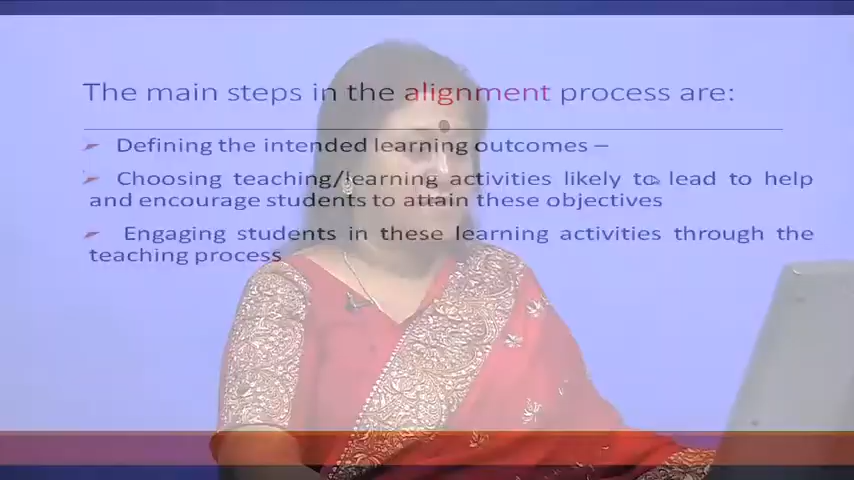 The main steps in the alignment process are:
Defining the intended learning outcomes –
Choosing teaching/learning activities likely to lead to help
and encourage students to attain these objectives
Engaging students in these learning activities through the
teaching process